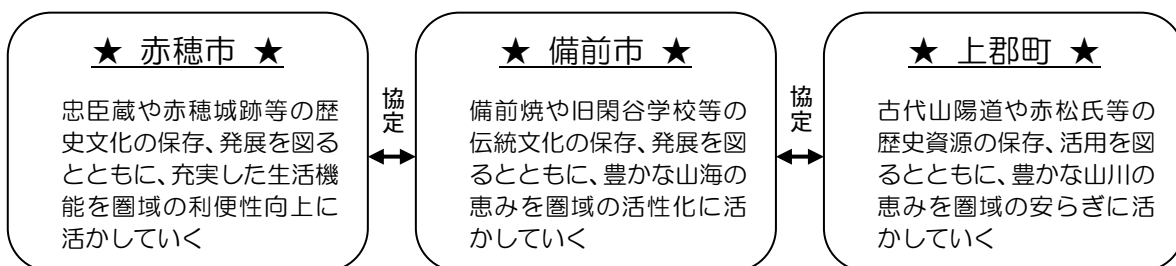 ★ 赤穂市 ★
忠臣蔵や赤穂城跡等の歴
史文化の保存、発展を図る
とともに、充実した生活機
能を圏域の利便性向上に
活かしていく
協定
★ 備前市 ★
備前焼や旧閑谷学校等の
伝統文化の保存、発展を図
るとともに、豊かな山海の
恵みを圏域の活性化に活
かしていく
協定
★ 上郡町 ★
古代山陽道や赤松氏等の
歴史資源の保存、活用を図
るとともに、豊かな山川の
恵みを圏域の安らぎに活
かしていく